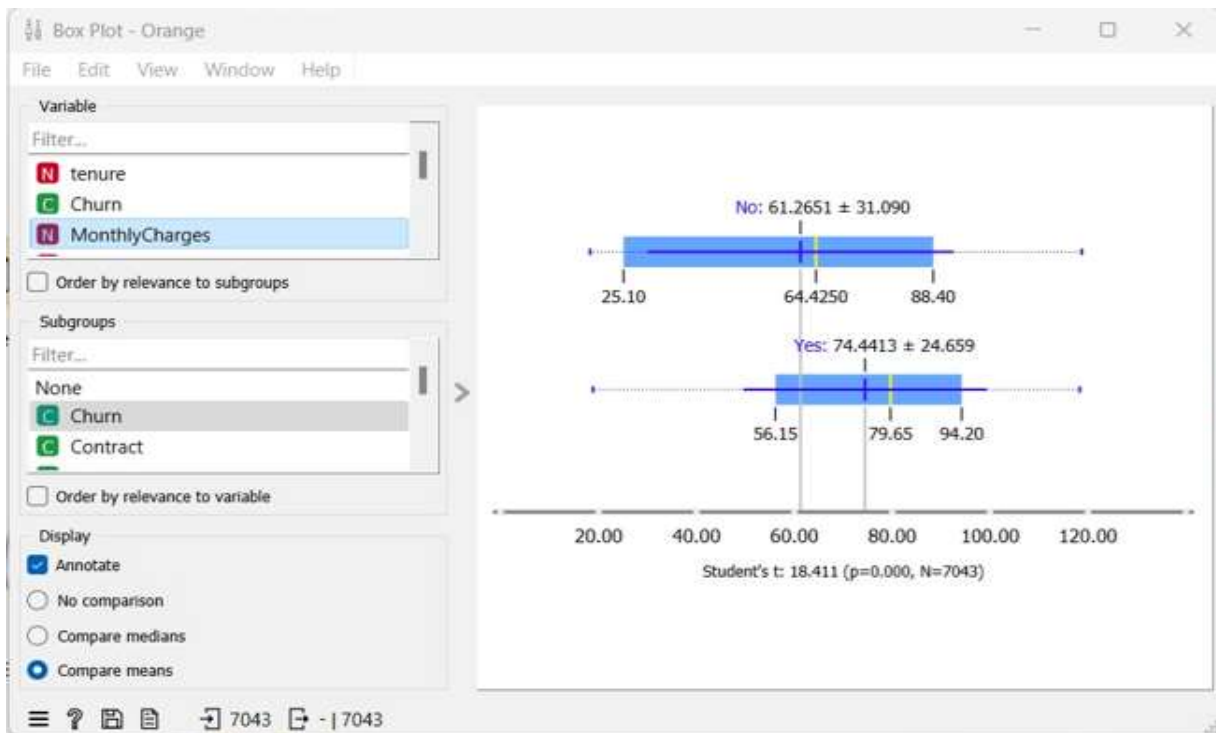 Box Plot - Orange
File Edit View Window Help
Variable
Filter...
N tenure
C Churn
N MonthlyCharges
Order by relevance to subgroups
Subgroups
Filter...
None
C Churn
C Contract
Order by relevance to variable
Display
Annotate
No comparison
Compare medians
Compare means
? 7043 - | 7043
No: 61.2651 ± 31.090
25.10 64.4250 88.40
Yes: 74.4413 ± 24.659
56.15 79.65 94.20
20.00 40.00 60.00 80.00 100.00 120.00
Student's t: 18.411 (p=0.000, N=7043)